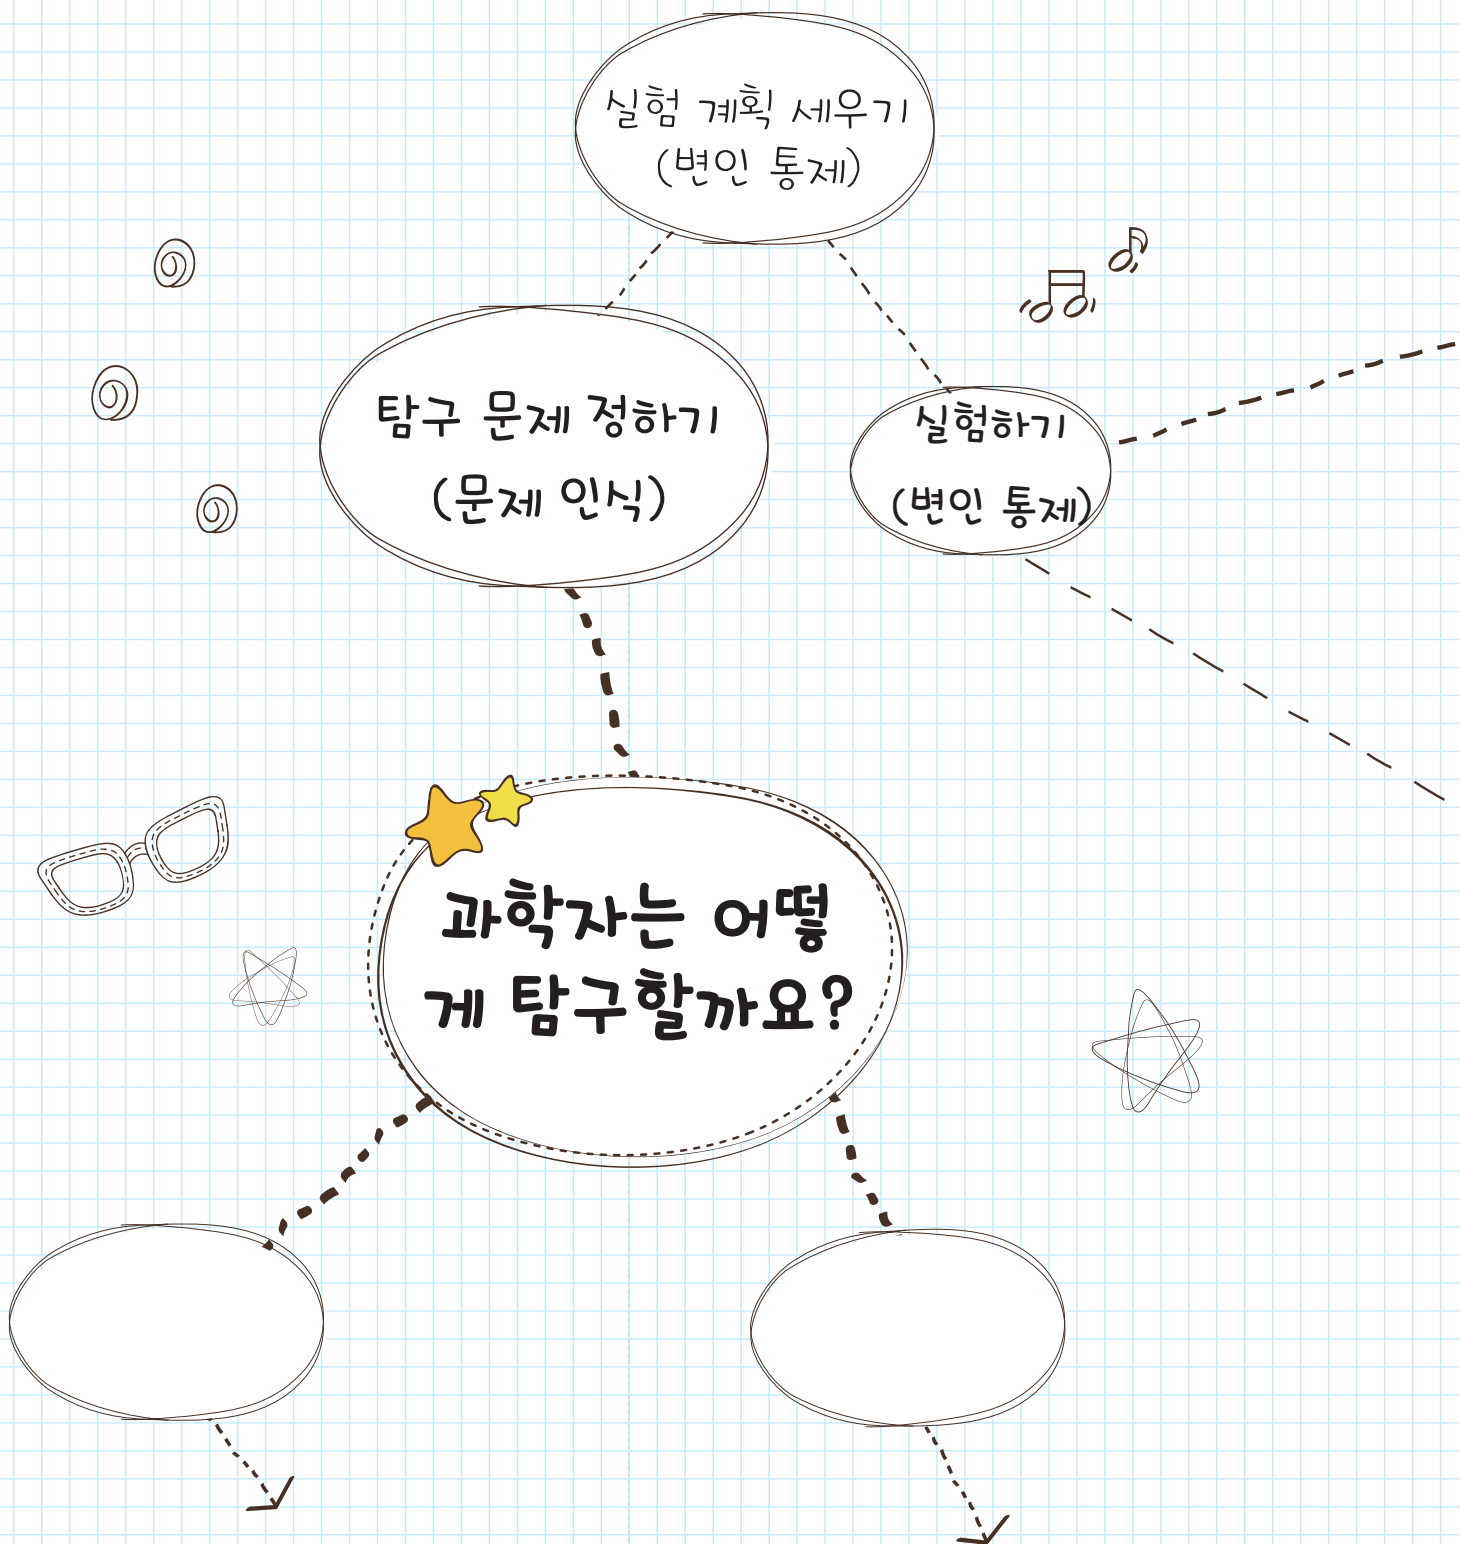 실험 계획 세우기
(변인 통제)
탐구 문제 정하기
(문제 인식)
실험하기
(변인 통제)
과학자는 어떻
게 탐구할까요?